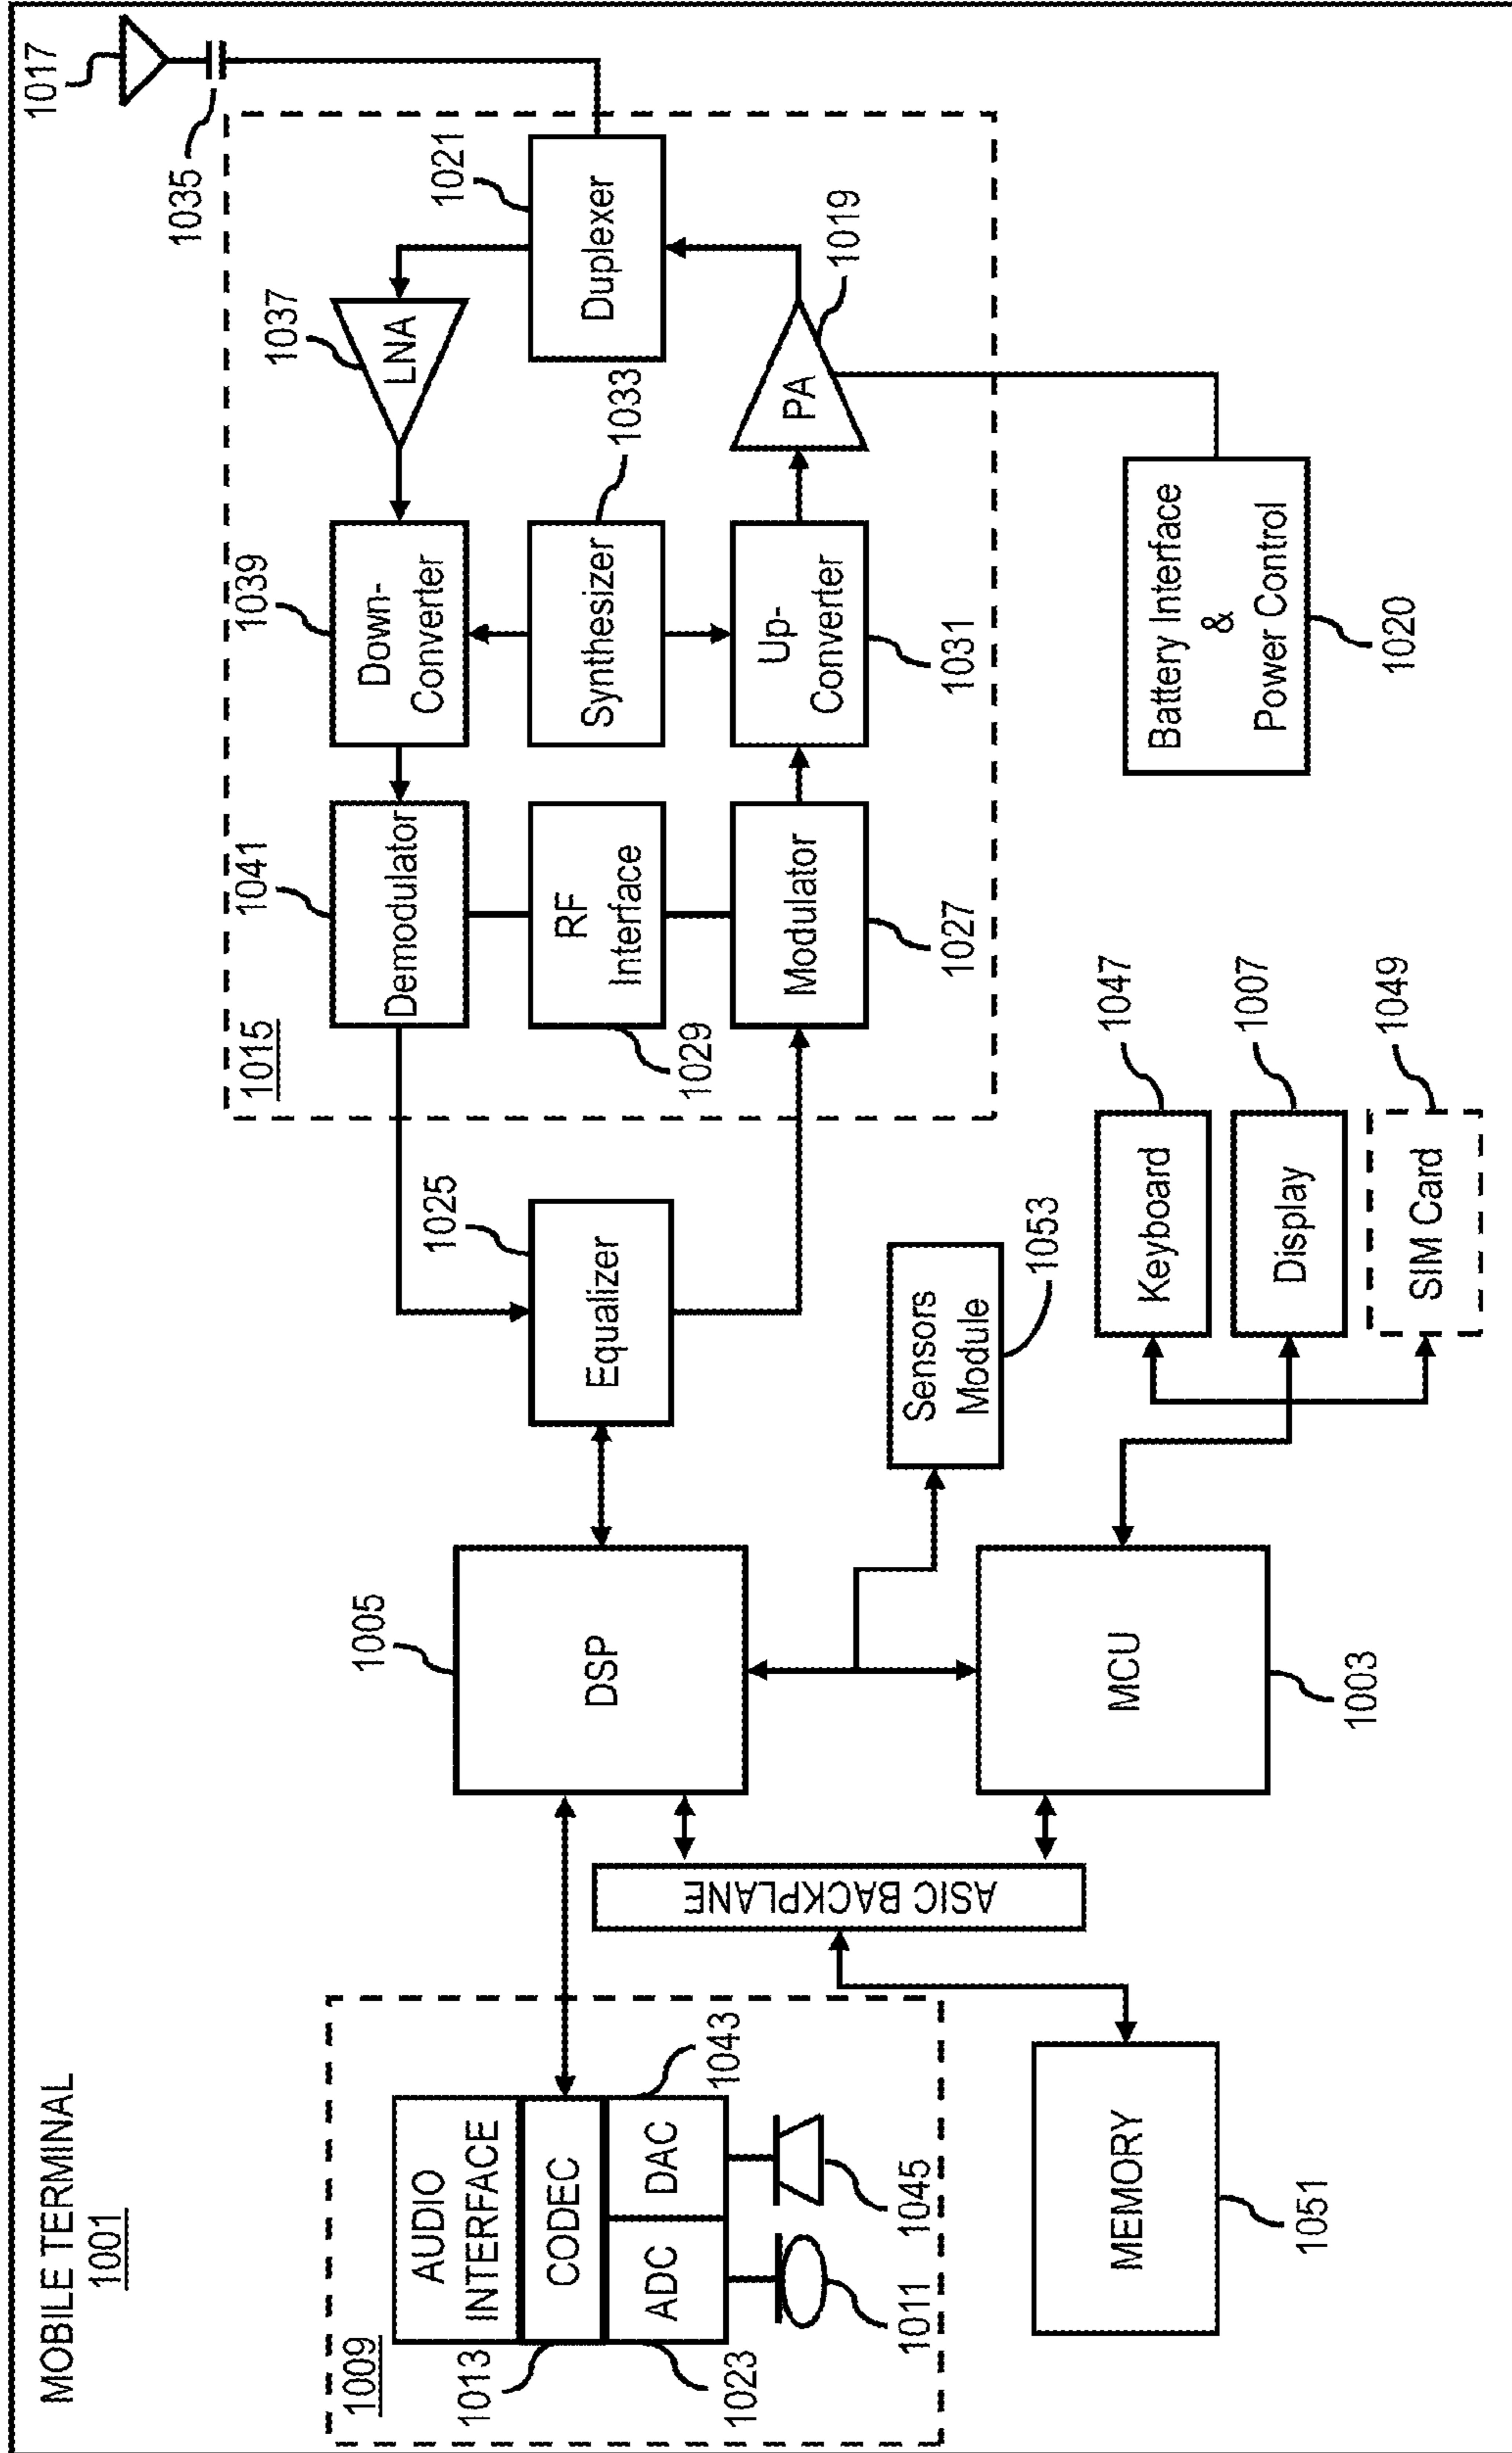 MOBILE TERMINAL
1001
1017
1035
1015
1041
1039
1037
1021
Demodulator
Down-
Converter
LNA
RF
Interface
1029
Synthesizer
1033
Duplexer
Modulator
1027
Up-
Converter
1031
PA
1019
Battery Interface
&
Power Control
1020
1025
Equalizer
1005
DSP
Sensors
Module
1053
MCU
1003
Keyboard
1047
Display
1007
SIM Card
1049
ASIC BACKPLANE
1009
AUDIO
INTERFACE
CODEC
1013
ADC
DAC
1023
1043
1011
1045
MEMORY
1051